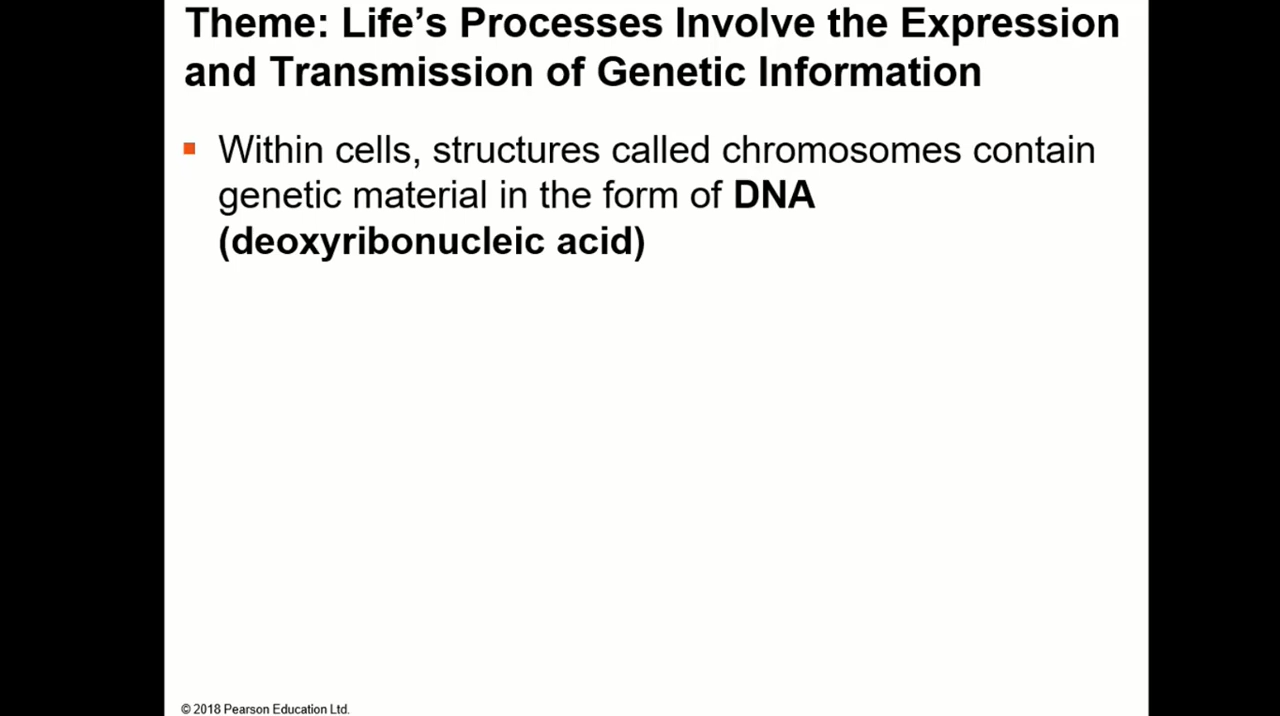 Theme: Life’s Processes Involve the Expression
and Transmission of Genetic Information
Within cells, structures called chromosomes contain
genetic material in the form of DNA
(deoxyribonucleic acid)
© 2018 Pearson Education Ltd.